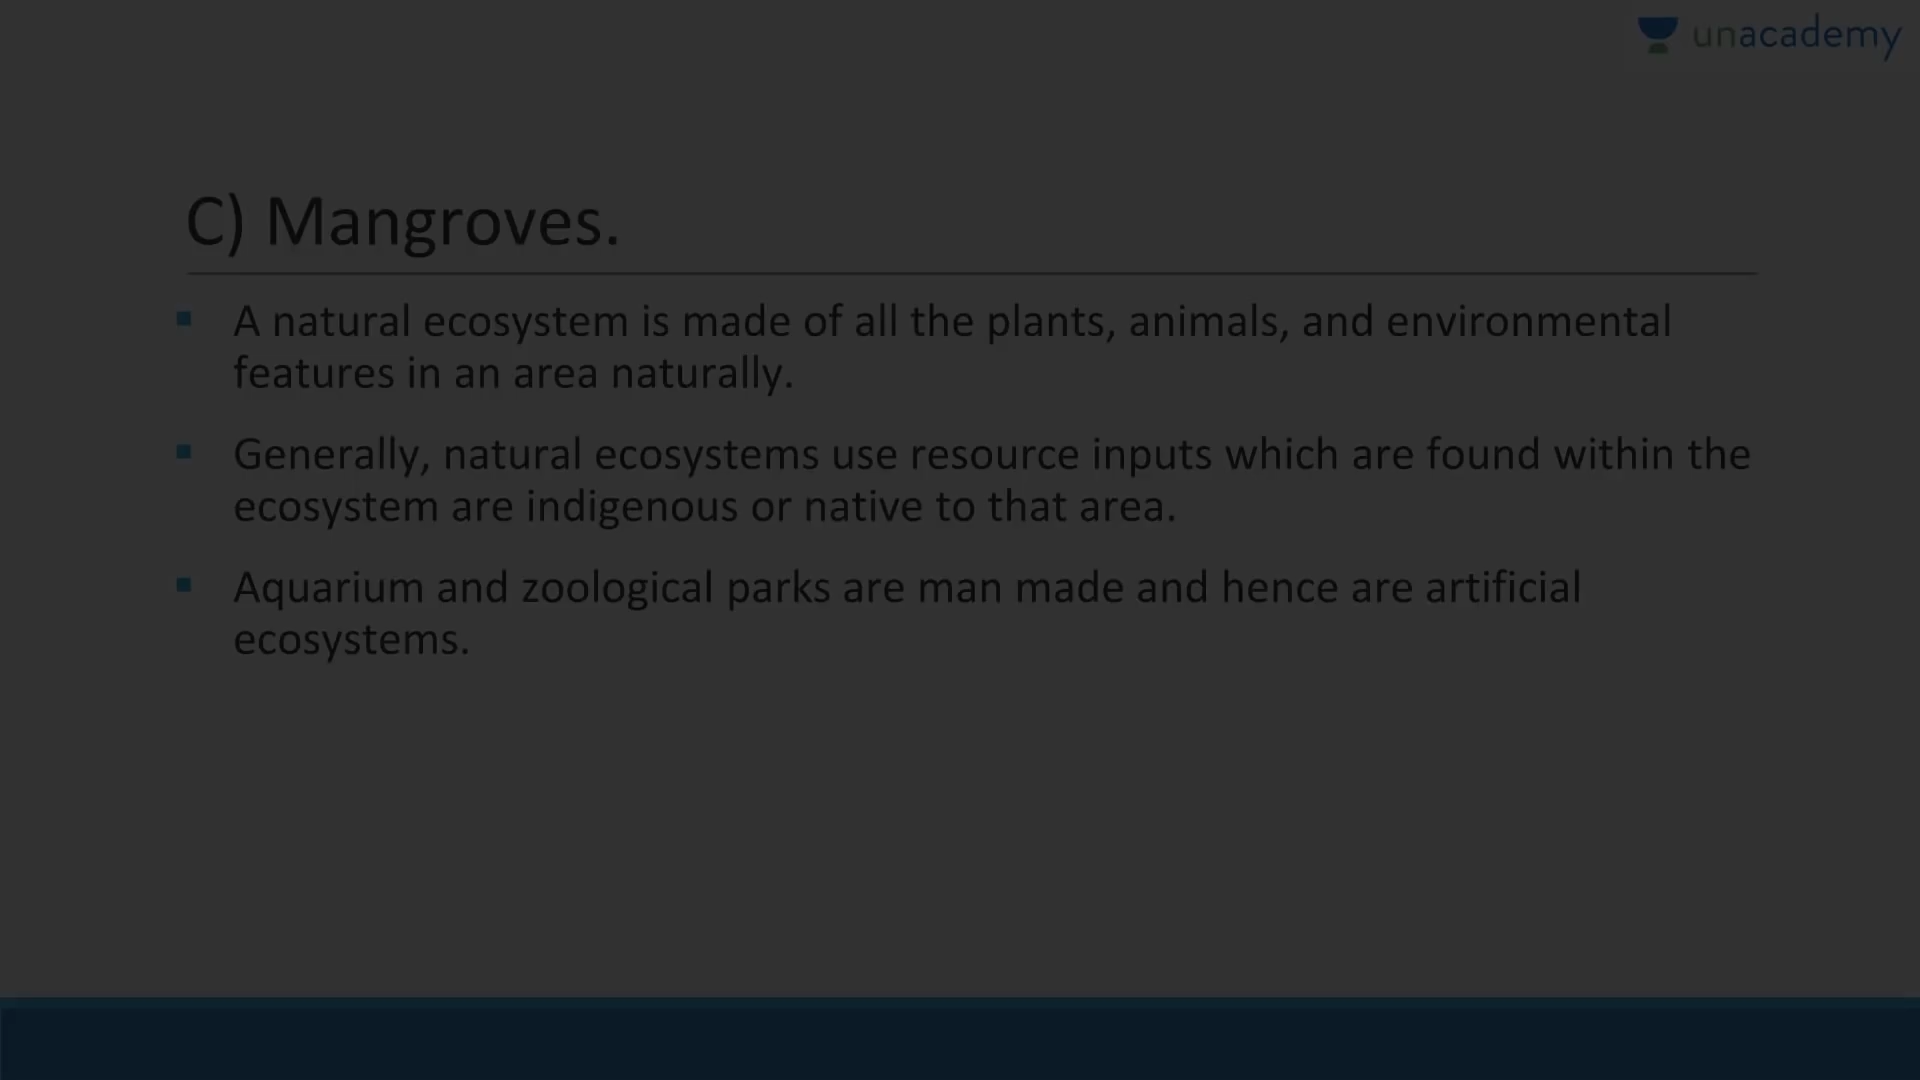 unacademy
C) Mangroves.
A natural ecosystem is made of all the plants, animals, and environmental
features in an area naturally.
Generally, natural ecosystems use resource inputs which are found within the
ecosystem are indigenous or native to that area.
Aquarium and zoological parks are man made and hence are artificial
ecosystems.